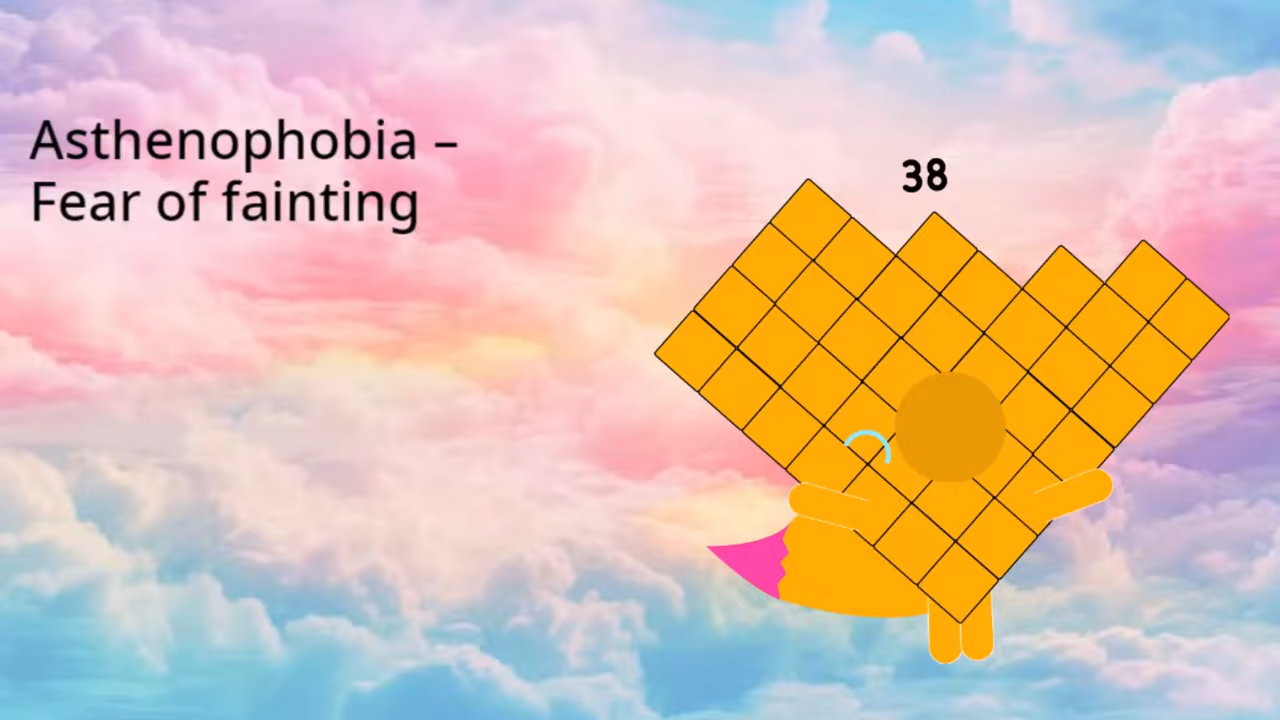 Asthenophobia –
Fear of fainting
38